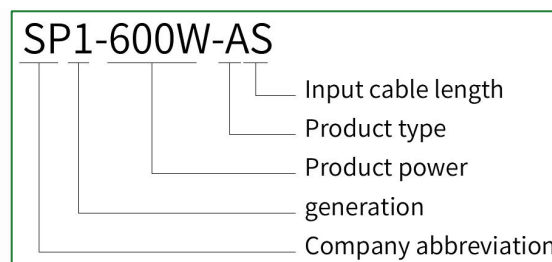 SP1-600W-AS
Input cable length
Product type
Product power
generation
Company abbreviation